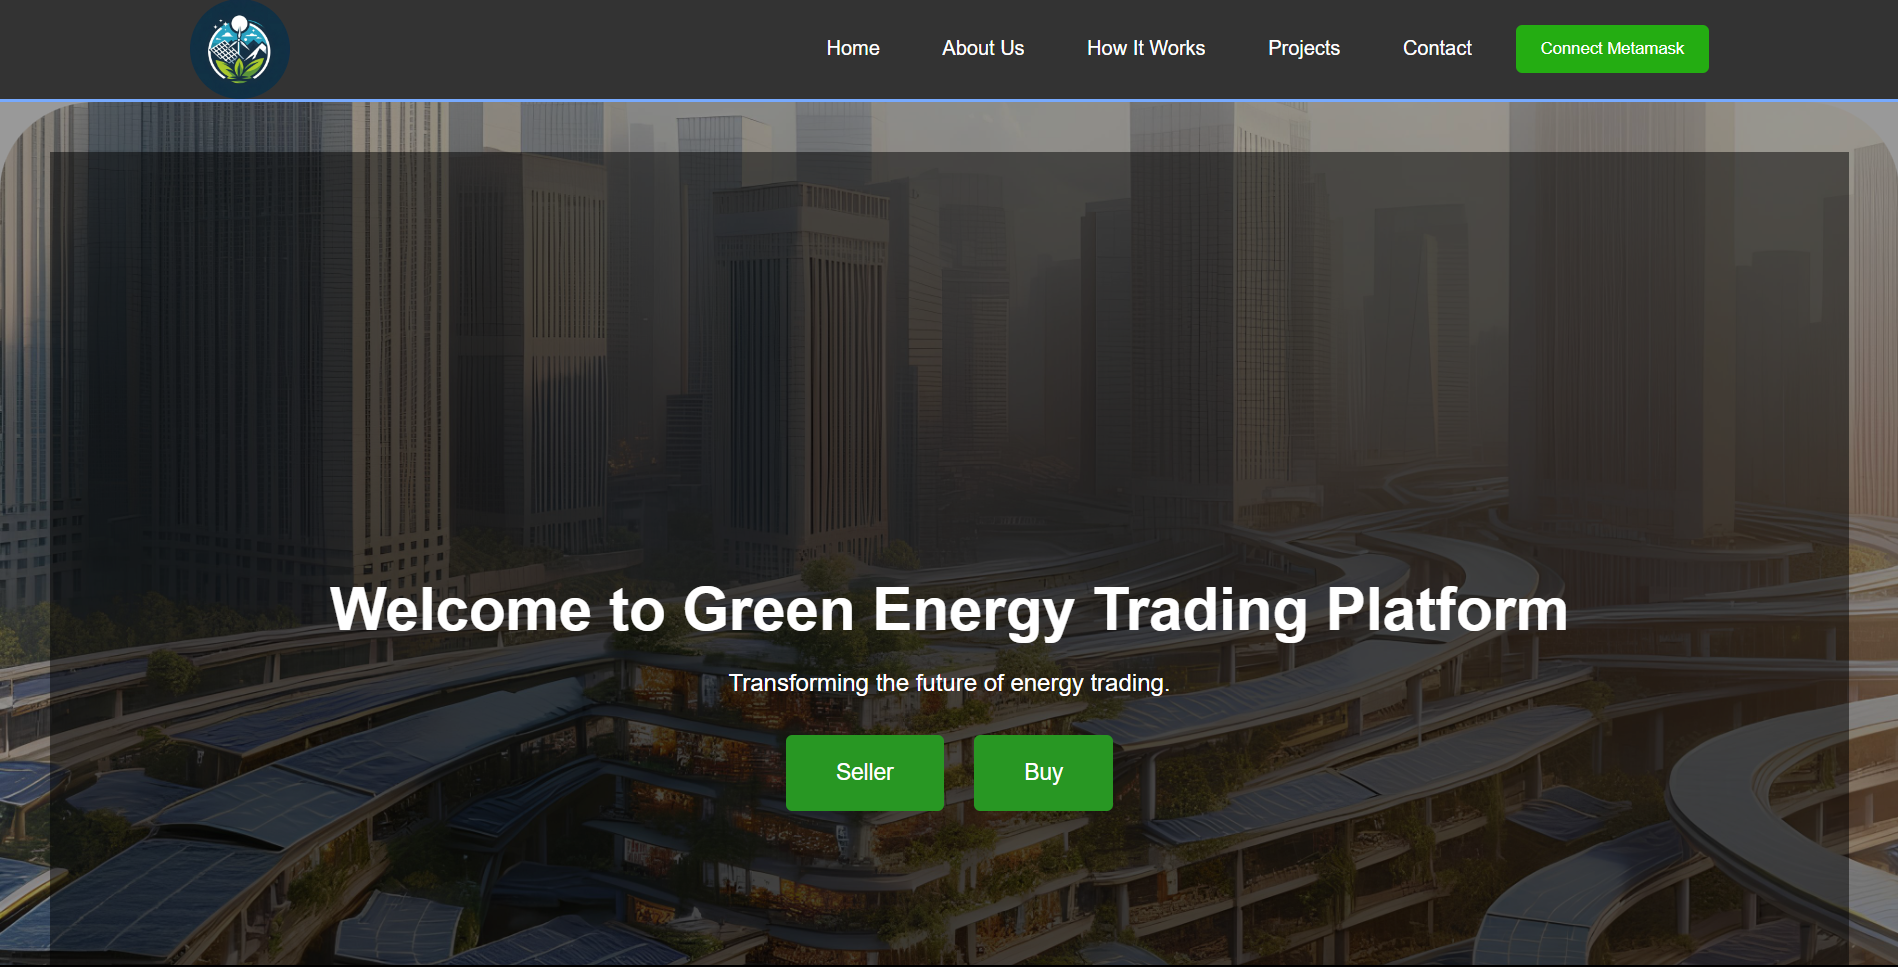 Home
About Us
How It Works
Projects
Contact
Connect Metamask
Welcome to Green Energy Trading Platform
Transforming the future of energy trading.
Seller
Buy